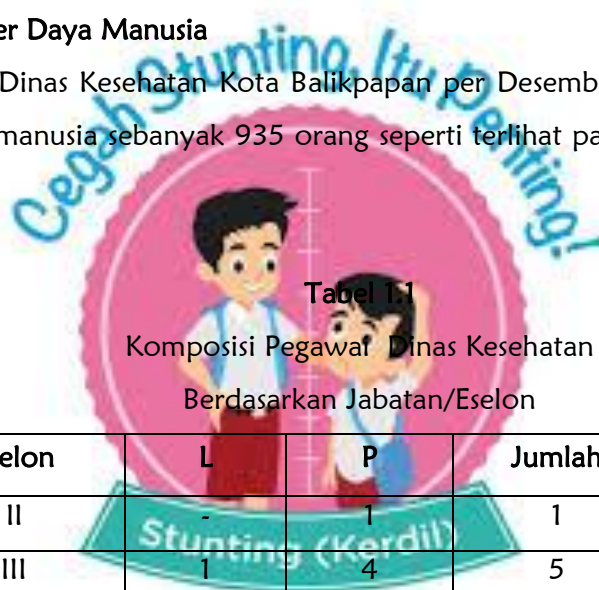 er Daya Manusia
Dinas Kesehatan Kota Balikpapan per Desemb
manusia sebanyak 935 orang seperti terlihat pa
Cegah Stunting, Itu Penting!
Tabel 1.1
Komposisi Pegawai Dinas Kesehatan
Berdasarkan Jabatan/Eselon
elon L P Jumlah
II - 1 1
III 1 4 5
Stunting (Kerdil)